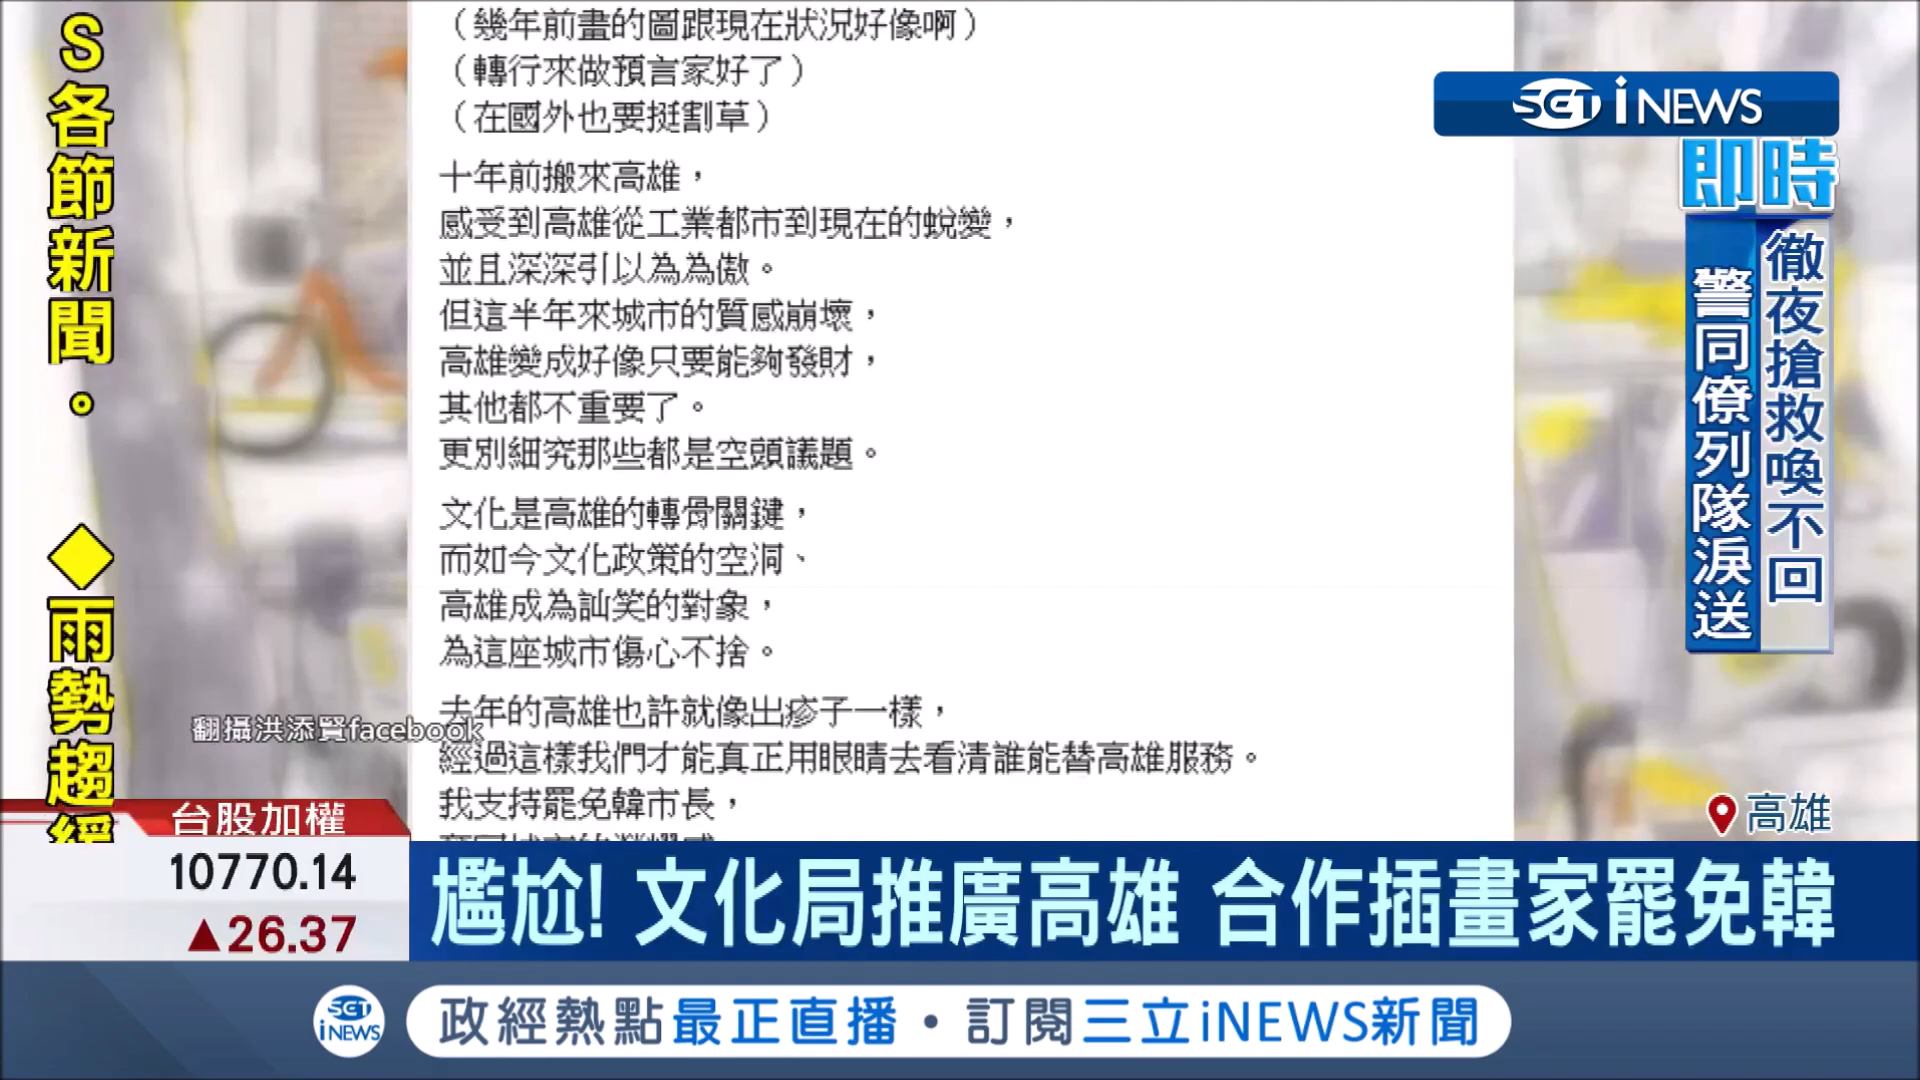 S各節新聞。
◆雨勢趨緩
（幾年前畫的圖跟現在狀況好像啊）
（轉行來做預言家好了）
（在國外也要挺割草）
十年前搬來高雄，
感受到高雄從工業都市到現在的蛻變，
並且深深引以為為傲。
但這半年來城市的質感崩壞，
高雄變成好像只要能夠發財，
其他都不重要了。
更別細究那些都是空頭議題。
文化是高雄的轉骨關鍵，
而如今文化政策的空洞、
高雄成為訕笑的對象，
為這座城市傷心不捨。
去年的高雄也許就像出疹子一樣，
經過這樣我們才能真正用眼睛去看清誰能替高雄服務。
我支持罷免韓市長，
翻攝洪添賢facebook
SET iNEWS
即時
徹夜搶救喚不回
警同僚列隊淚送
高雄
台股加權
10770.14
▲26.37
尷尬! 文化局推廣高雄 合作插畫家罷免韓
SET iNEWS
政經熱點最正直播・訂閱三立iNEWS新聞